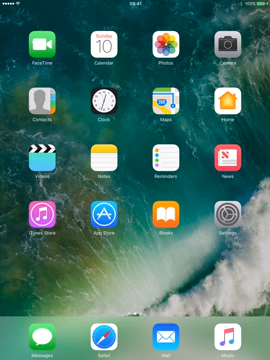 09:41
100%
FaceTime
Sunday
10
Calendar
Photos
Camera
Contacts
Clock
Maps
Home
Videos
Notes
Reminders
News
iTunes Store
App Store
iBooks
Settings
Messages
Safari
Mail
Music